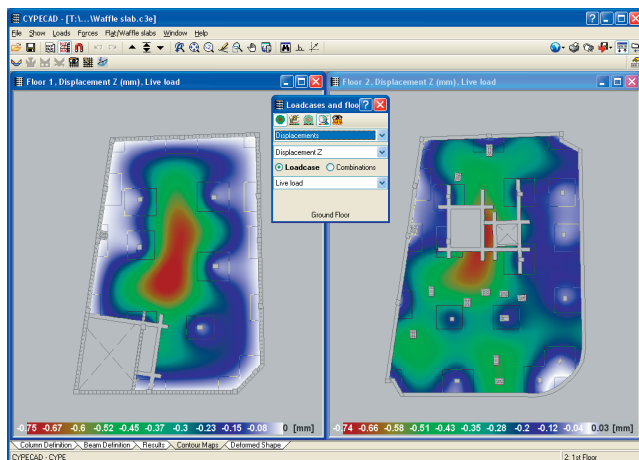 CYPECAD - [T:\...\Waffle slab.c3e]
File Show Loads Forces Flat/Waffle slabs Window Help
Floor 1, Displacement Z (mm), Live load
Floor 2, Displacement Z (mm), Live load
Loadcases and floo
Displacements
Displacement Z
Loadcase Combinations
Live load
Ground Floor
-0.75 -0.67 -0.6 -0.52 -0.45 -0.37 -0.3 -0.23 -0.15 -0.08 0 [mm]
-0.74 -0.66 -0.58 -0.51 -0.43 -0.35 -0.28 -0.2 -0.12 -0.04 0.03 [mm]
Column Definition Beam Definition Results Contour Maps Deformed Shape
CYPECAD - CYPE
2: 1st Floor